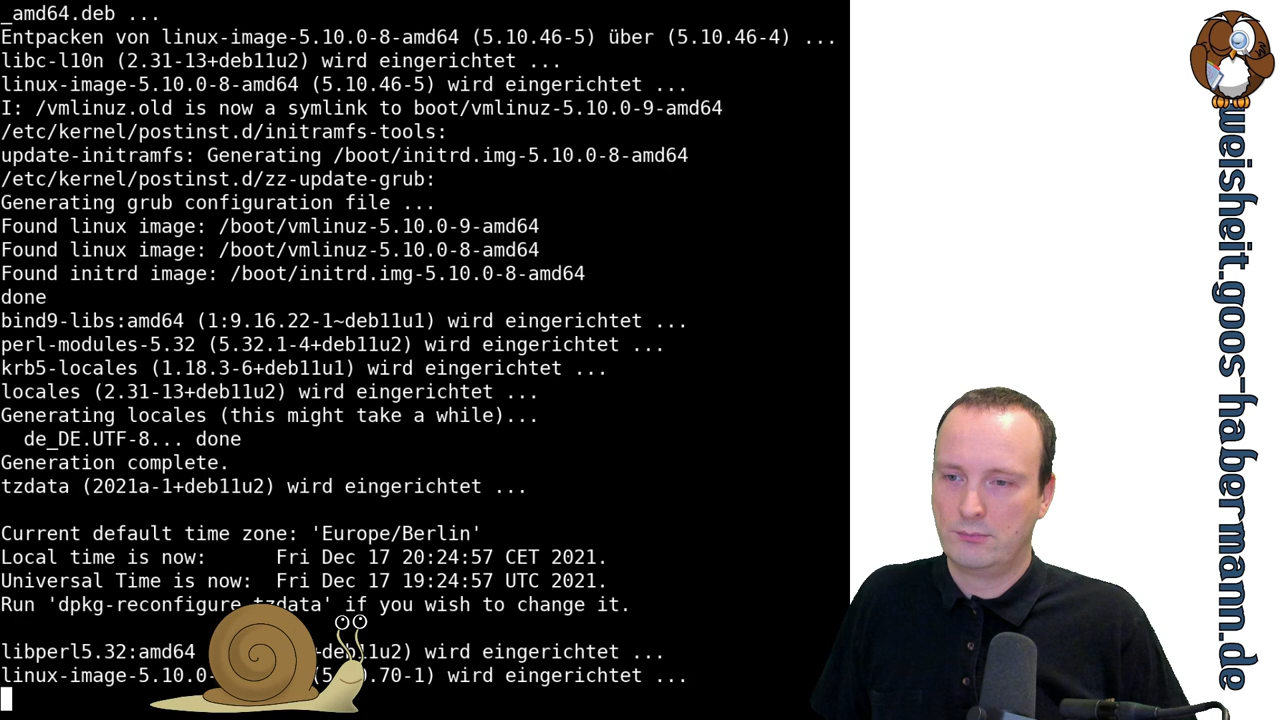 _amd64.deb ...
Entpacken von linux-image-5.10.0-8-amd64 (5.10.46-5) über (5.10.46-4) ...
libc-l10n (2.31-13+deb11u2) wird eingerichtet ...
linux-image-5.10.0-8-amd64 (5.10.46-5) wird eingerichtet ...
I: /vmlinuz.old is now a symlink to boot/vmlinuz-5.10.0-9-amd64
/etc/kernel/postinst.d/initramfs-tools:
update-initramfs: Generating /boot/initrd.img-5.10.0-8-amd64
/etc/kernel/postinst.d/zz-update-grub:
Generating grub configuration file ...
Found linux image: /boot/vmlinuz-5.10.0-9-amd64
Found linux image: /boot/vmlinuz-5.10.0-8-amd64
Found initrd image: /boot/initrd.img-5.10.0-8-amd64
done
bind9-libs:amd64 (1:9.16.22-1~deb11u1) wird eingerichtet ...
perl-modules-5.32 (5.32.1-4+deb11u2) wird eingerichtet ...
krb5-locales (1.18.3-6+deb11u1) wird eingerichtet ...
locales (2.31-13+deb11u2) wird eingerichtet ...
Generating locales (this might take a while)...
  de_DE.UTF-8... done
Generation complete.
tzdata (2021a-1+deb11u2) wird eingerichtet ...
Current default time zone: 'Europe/Berlin'
Local time is now:      Fri Dec 17 20:24:57 CET 2021.
Universal Time is now:  Fri Dec 17 19:24:57 UTC 2021.
Run 'dpkg-reconfigure tzdata' if you wish to change it.
libperl5.32:amd64 wird eingerichtet ...
linux-image-5.10.0- .70-1) wird eingerichtet ...
weisheit.goos-habermann.de